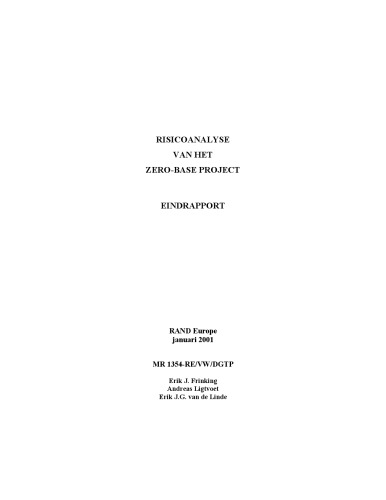 RISICOANALYSE
VAN HET
ZERO-BASE PROJECT
EINDRAPPORT
RAND Europe
januari 2001
MR 1354-RE/VW/DGTP
Erik J. Frinking
Andreas Ligtvoet
Erik J.G. van de Linde